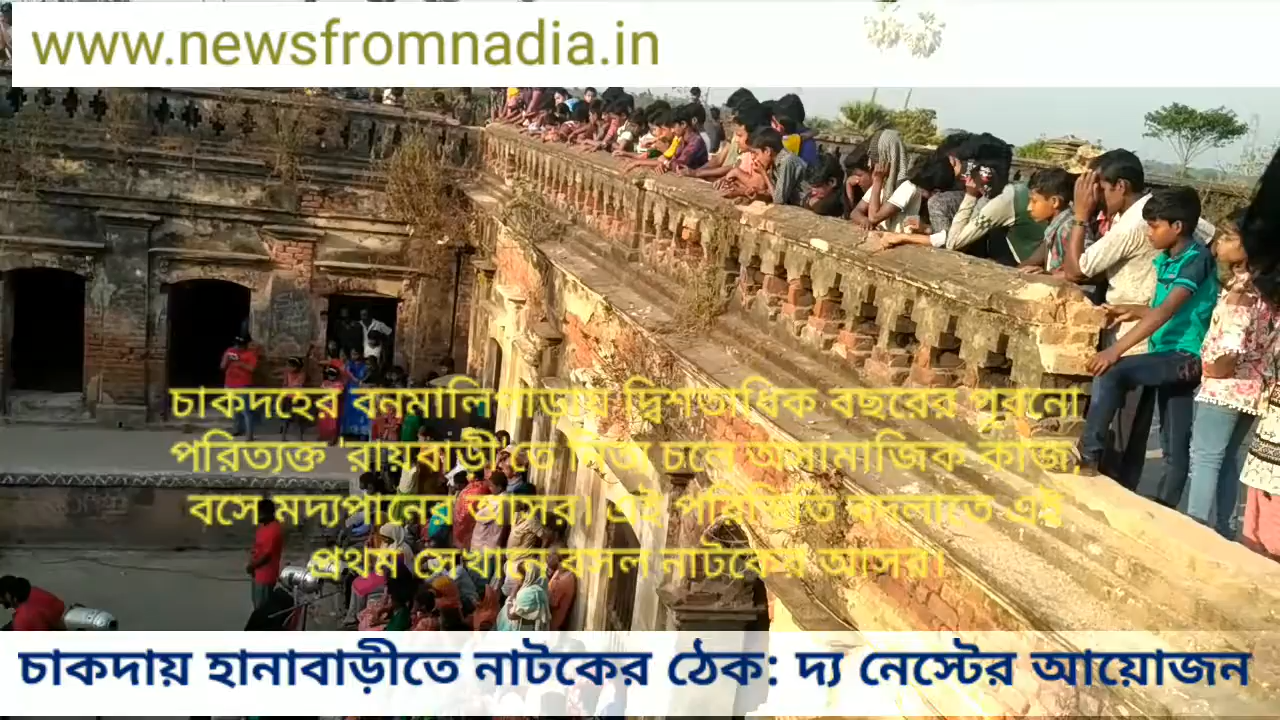 www.newsfromnadia.in
চাকদহের বনমালিপাড়ায় দ্বিশতাধিক বছরের পুরনো
পরিত্যক্ত 'রায়বাড়ী'তে নিত্য চলে অসামাজিক কাজ,
বসে মদ্যপানের আসর। এই পরিস্থিতি বদলাতে এই
প্রথম সেখানে বসল নাটকের আসর।
চাকদায় হানাবাড়ীতে নাটকের ঠেক: দ্য নেস্টের আয়োজন